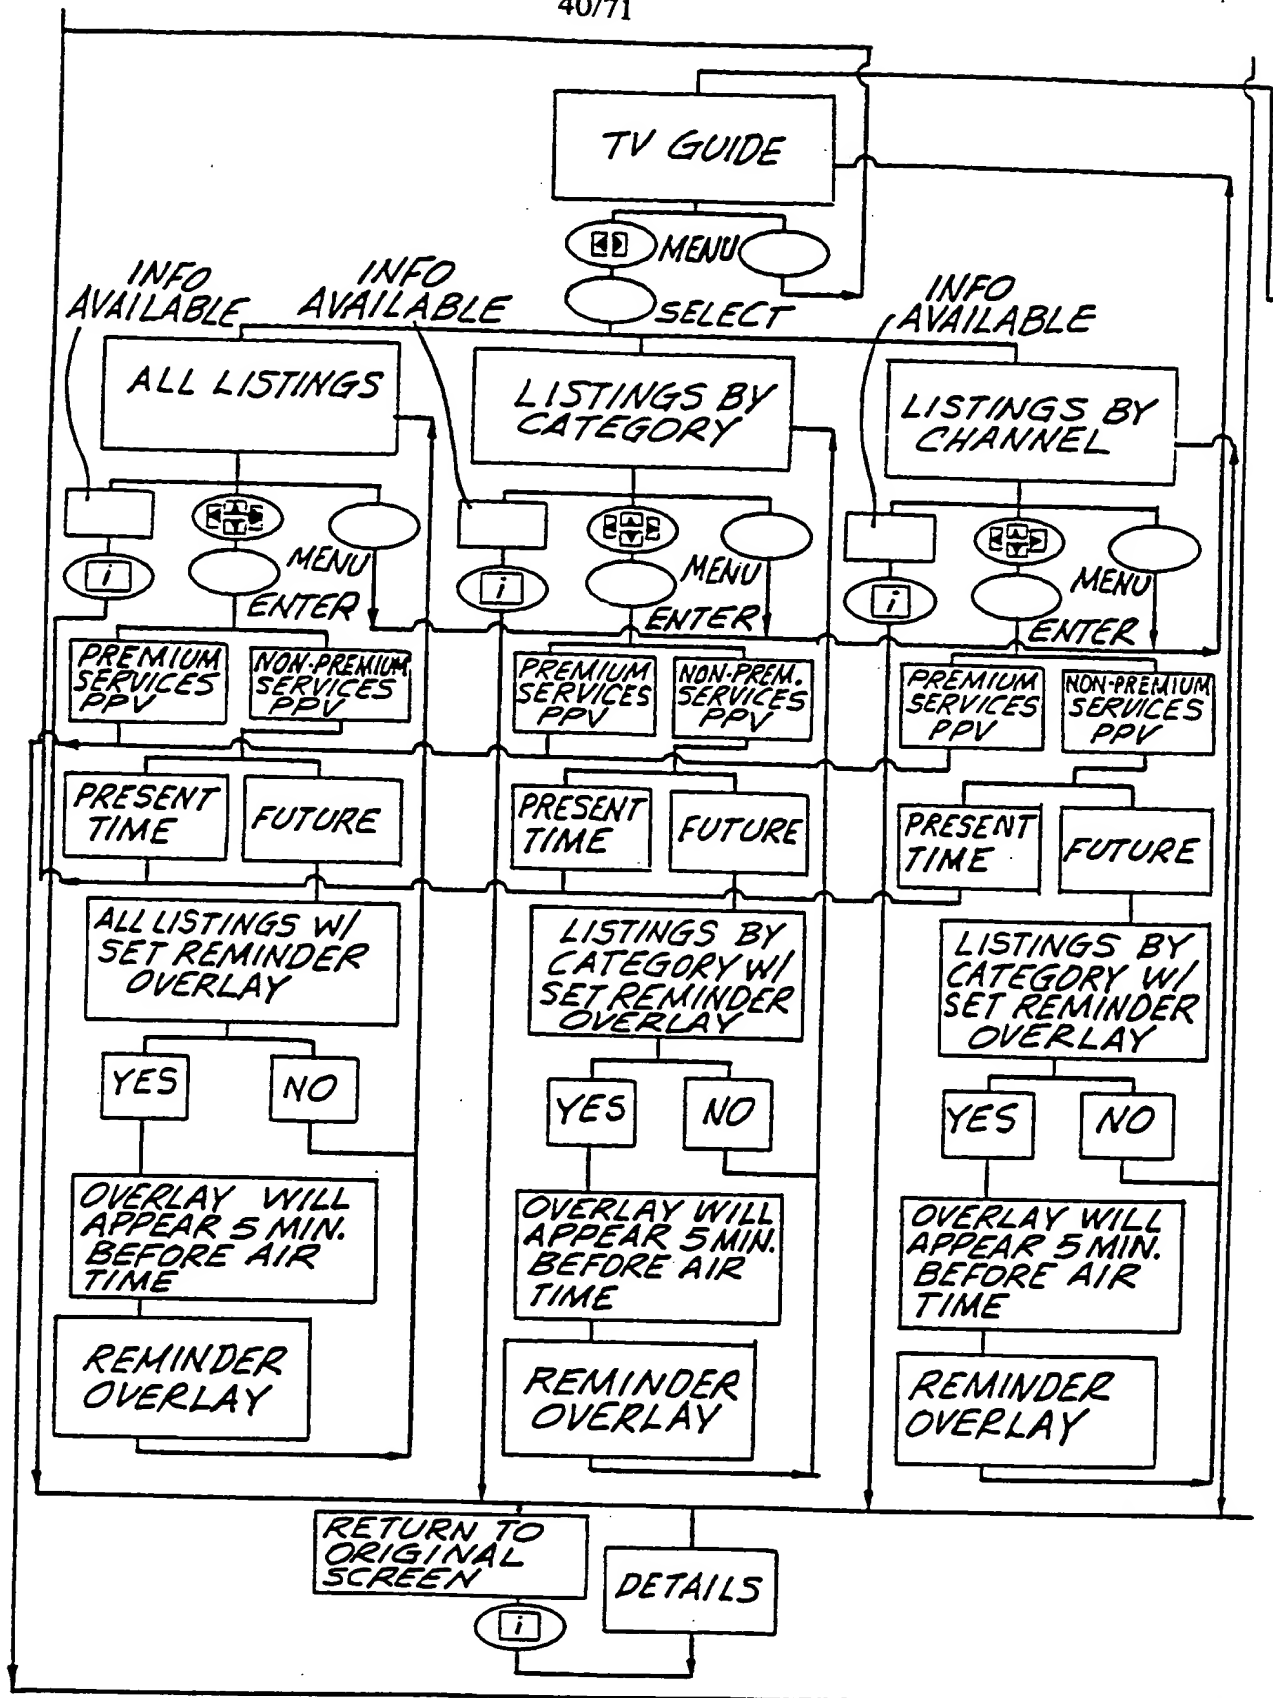 40/71
TV GUIDE
MENU
SELECT
INFO
AVAILABLE
INFO
AVAILABLE
INFO
AVAILABLE
ALL LISTINGS
LISTINGS BY
CATEGORY
LISTINGS BY
CHANNEL
i
MENU
ENTER
i
MENU
ENTER
i
MENU
ENTER
PREMIUM
SERVICES
PPV
NON-PREMIUM
SERVICES
PPV
PREMIUM
SERVICES
PPV
NON-PREM.
SERVICES
PPV
PREMIUM
SERVICES
PPV
NON-PREMIUM
SERVICES
PPV
PRESENT
TIME
FUTURE
PRESENT
TIME
FUTURE
PRESENT
TIME
FUTURE
ALL LISTINGS W/
SET REMINDER
OVERLAY
LISTINGS BY
CATEGORY W/
SET REMINDER
OVERLAY
LISTINGS BY
CATEGORY W/
SET REMINDER
OVERLAY
YES
NO
YES
NO
YES
NO
OVERLAY WILL
APPEAR 5 MIN.
BEFORE AIR
TIME
OVERLAY WILL
APPEAR 5 MIN.
BEFORE AIR
TIME
OVERLAY WILL
APPEAR 5 MIN.
BEFORE AIR
TIME
REMINDER
OVERLAY
REMINDER
OVERLAY
REMINDER
OVERLAY
RETURN TO
ORIGINAL
SCREEN
DETAILS
i